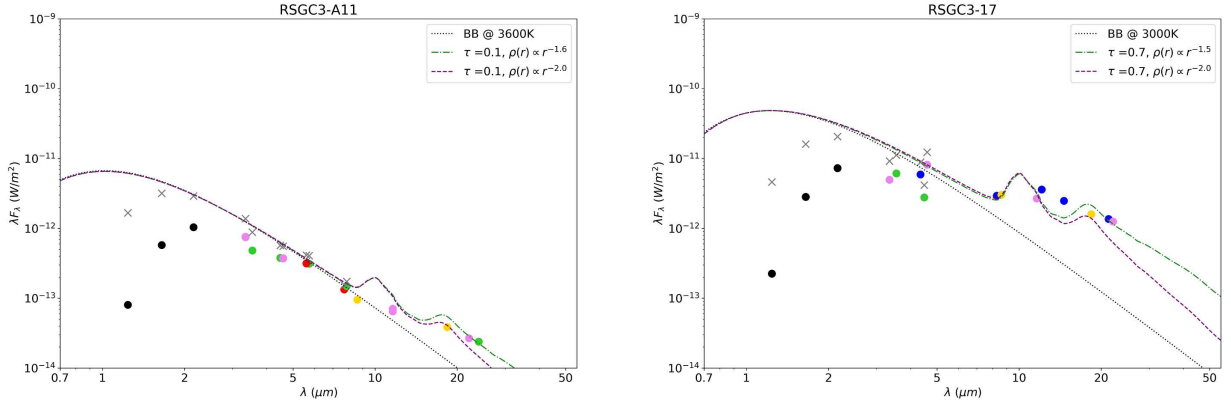 RSGC3-A11
BB @ 3600K
τ =0.1, ρ(r) ∝ r^{-1.6}
τ =0.1, ρ(r) ∝ r^{-2.0}
10^{-9}
10^{-10}
10^{-11}
10^{-12}
10^{-13}
10^{-14}
λF_λ (W/m^2)
0.7 1 2 5 10 20 50
λ (μm)
RSGC3-17
BB @ 3000K
τ =0.7, ρ(r) ∝ r^{-1.5}
τ =0.7, ρ(r) ∝ r^{-2.0}
10^{-9}
10^{-10}
10^{-11}
10^{-12}
10^{-13}
10^{-14}
λF_λ (W/m^2)
0.7 1 2 5 10 20 50
λ (μm)